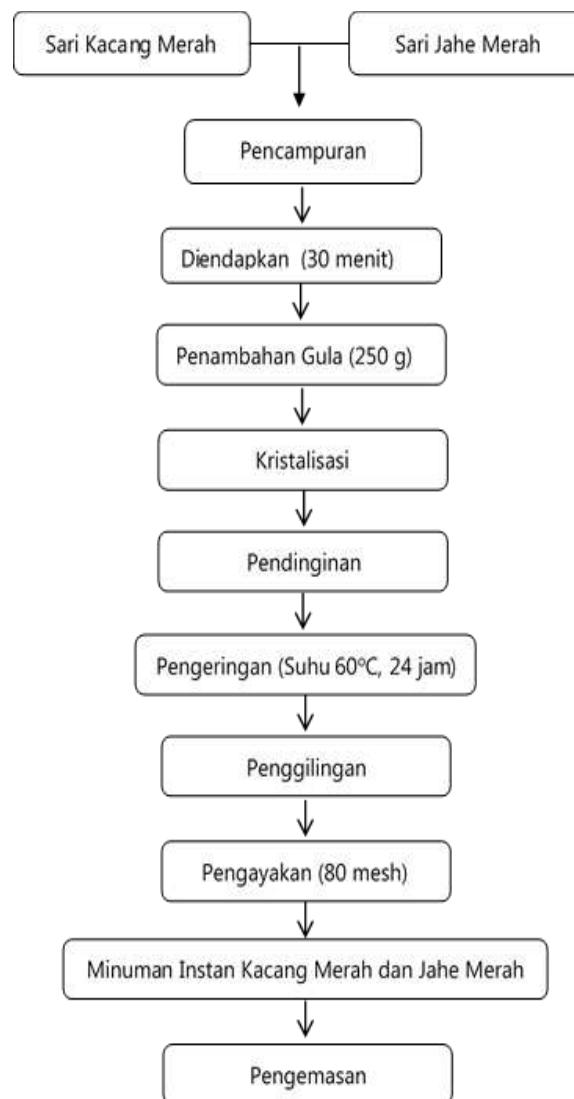 Sari Kacang Merah
Sari Jahe Merah
Pencampuran
Diendapkan (30 menit)
Penambahan Gula (250 g)
Kristalisasi
Pendinginan
Pengeringan (Suhu 60°C, 24 jam)
Penggilingan
Pengayakan (80 mesh)
Minuman Instan Kacang Merah dan Jahe Merah
Pengemasan